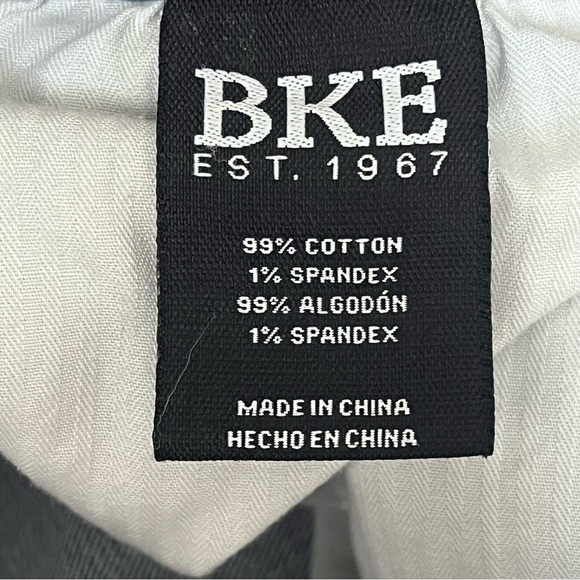 BKE
EST. 1967
99% COTTON
1% SPANDEX
99% ALGODÓN
1% SPANDEX
MADE IN CHINA
HECHO EN CHINA